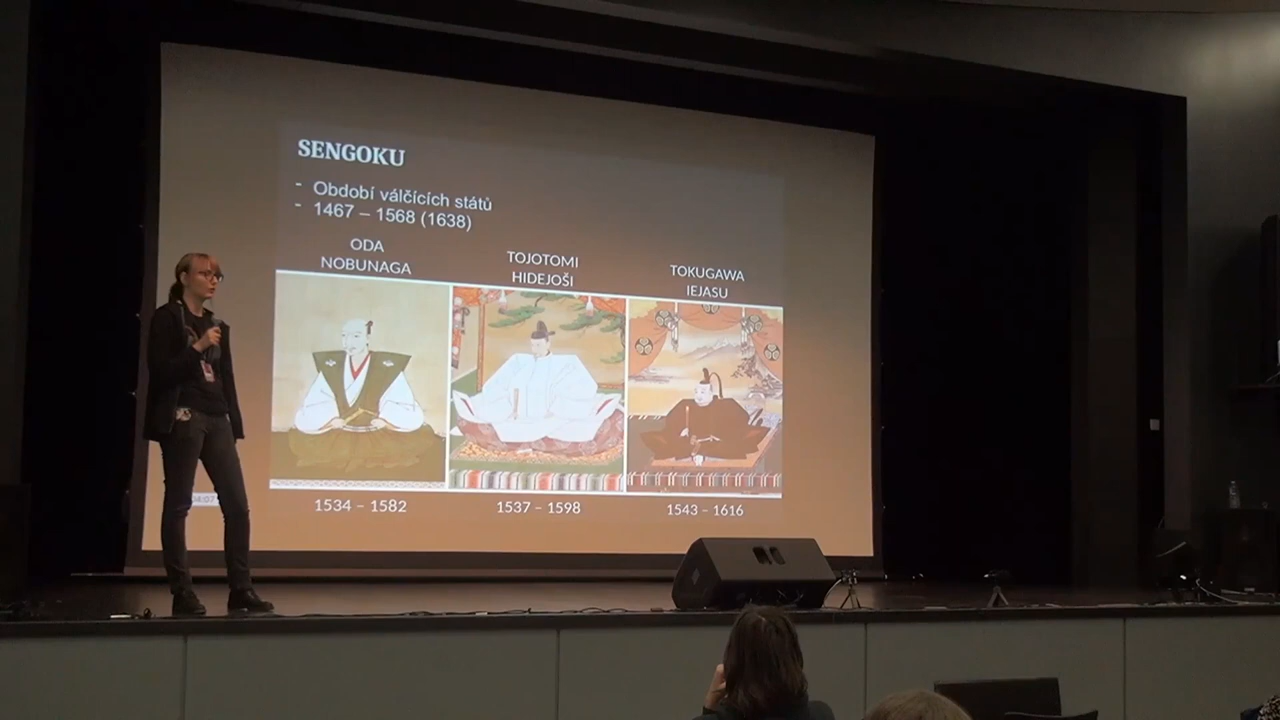 SENGOKU
- Období válčících států
- 1467 – 1568 (1638)
ODA
NOBUNAGA
TOJOTOMI
HIDEJOŠI
TOKUGAWA
IEJASU
1534 – 1582
1537 – 1598
1543 – 1616